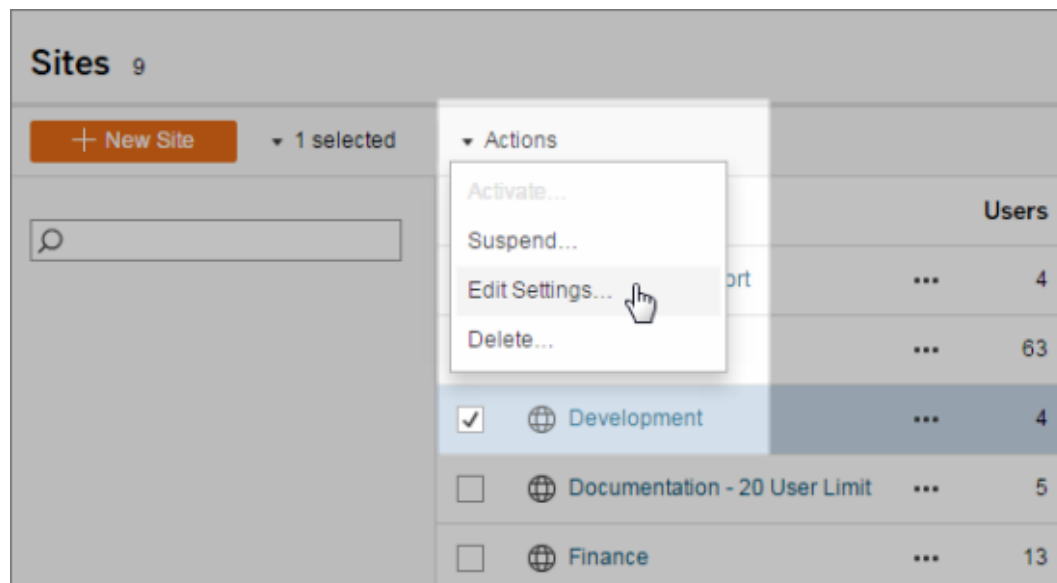 Sites 9
+ New Site ▾ 1 selected ▾ Actions
Activate...
Users
Suspend...
Edit Settings... ort ••• 4
Delete...
••• 63
Development ••• 4
Documentation - 20 User Limit ••• 5
Finance ••• 13